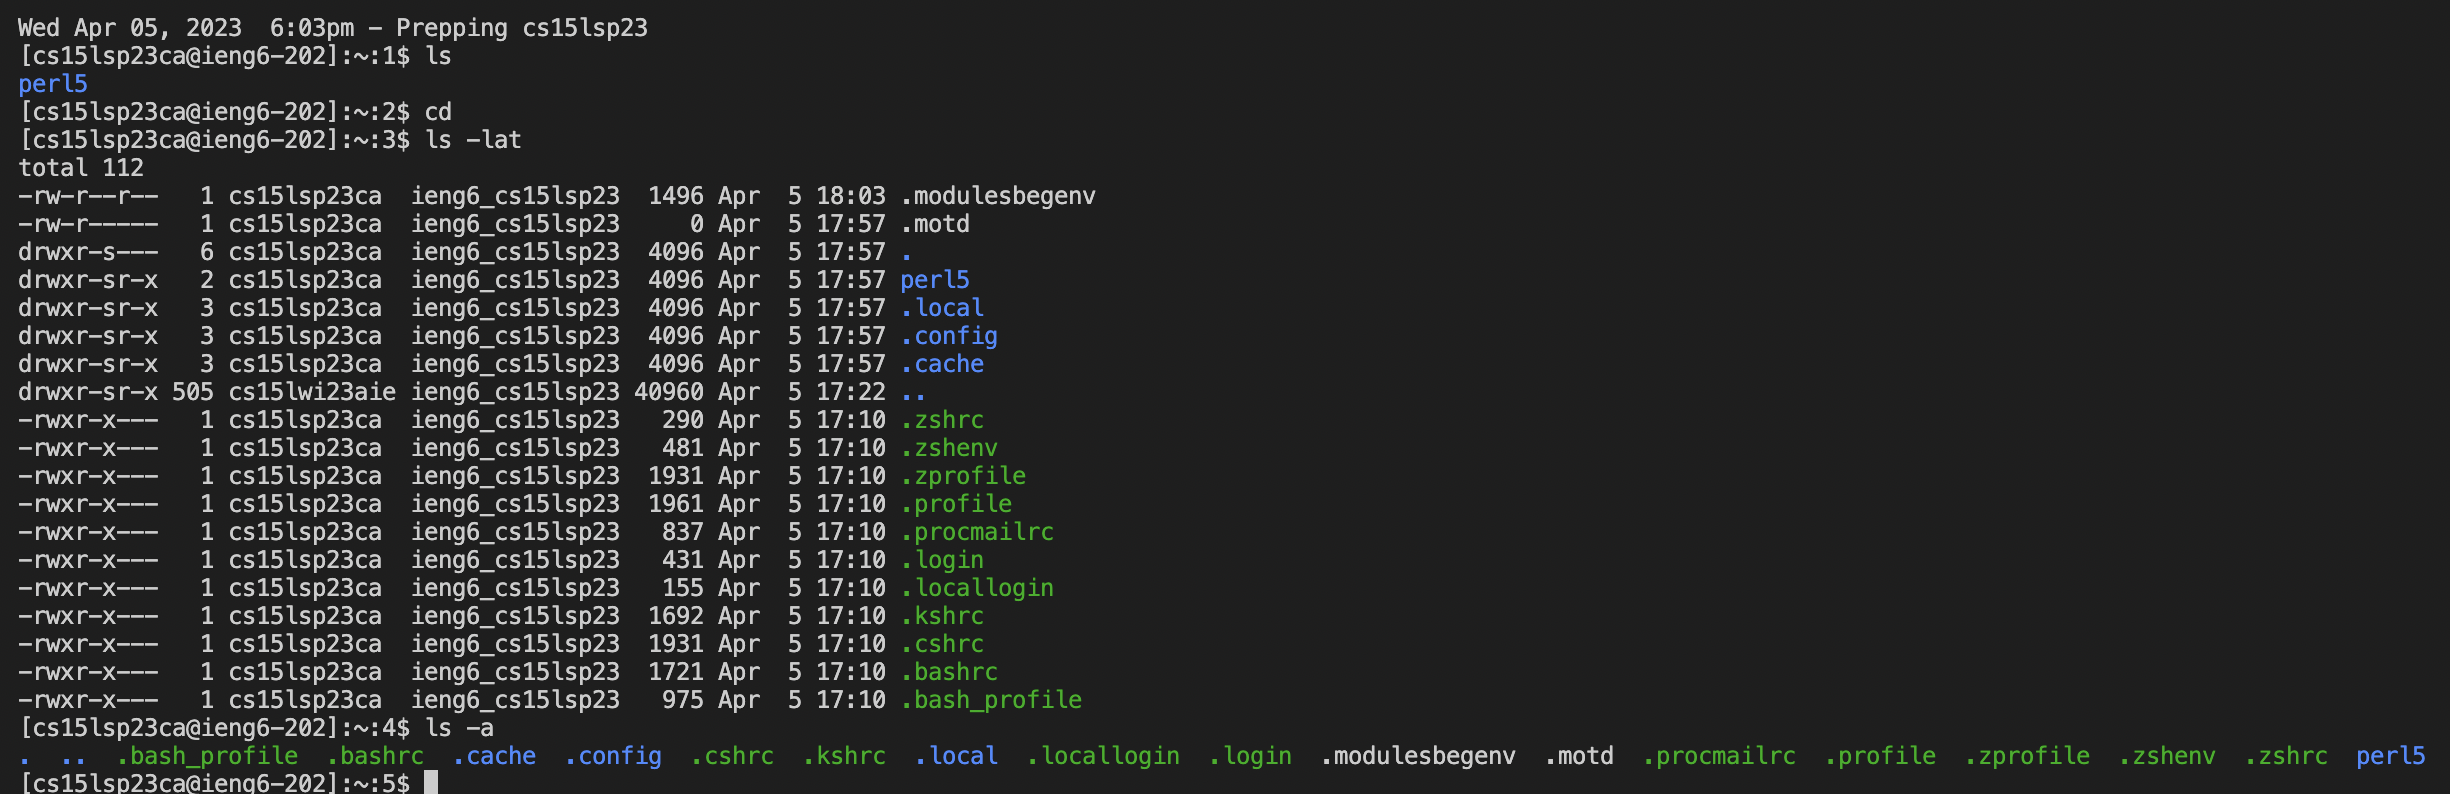 Wed Apr 05, 2023  6:03pm - Prepping cs15lsp23
[cs15lsp23ca@ieng6-202]:~:1$ ls
perl5
[cs15lsp23ca@ieng6-202]:~:2$ cd
[cs15lsp23ca@ieng6-202]:~:3$ ls -lat
total 112
-rw-r--r--   1 cs15lsp23ca  ieng6_cs15lsp23  1496 Apr  5 18:03 .modulesbegenv
-rw-r-----   1 cs15lsp23ca  ieng6_cs15lsp23     0 Apr  5 17:57 .motd
drwxr-s---   6 cs15lsp23ca  ieng6_cs15lsp23  4096 Apr  5 17:57 .
drwxr-sr-x   2 cs15lsp23ca  ieng6_cs15lsp23  4096 Apr  5 17:57 perl5
drwxr-sr-x   3 cs15lsp23ca  ieng6_cs15lsp23  4096 Apr  5 17:57 .local
drwxr-sr-x   3 cs15lsp23ca  ieng6_cs15lsp23  4096 Apr  5 17:57 .config
drwxr-sr-x   3 cs15lsp23ca  ieng6_cs15lsp23  4096 Apr  5 17:57 .cache
drwxr-sr-x 505 cs15lwi23aie ieng6_cs15lsp23 40960 Apr  5 17:22 ..
-rwxr-x---   1 cs15lsp23ca  ieng6_cs15lsp23   290 Apr  5 17:10 .zshrc
-rwxr-x---   1 cs15lsp23ca  ieng6_cs15lsp23   481 Apr  5 17:10 .zshenv
-rwxr-x---   1 cs15lsp23ca  ieng6_cs15lsp23  1931 Apr  5 17:10 .zprofile
-rwxr-x---   1 cs15lsp23ca  ieng6_cs15lsp23  1961 Apr  5 17:10 .profile
-rwxr-x---   1 cs15lsp23ca  ieng6_cs15lsp23   837 Apr  5 17:10 .procmailrc
-rwxr-x---   1 cs15lsp23ca  ieng6_cs15lsp23   431 Apr  5 17:10 .login
-rwxr-x---   1 cs15lsp23ca  ieng6_cs15lsp23   155 Apr  5 17:10 .locallogin
-rwxr-x---   1 cs15lsp23ca  ieng6_cs15lsp23  1692 Apr  5 17:10 .kshrc
-rwxr-x---   1 cs15lsp23ca  ieng6_cs15lsp23  1931 Apr  5 17:10 .cshrc
-rwxr-x---   1 cs15lsp23ca  ieng6_cs15lsp23  1721 Apr  5 17:10 .bashrc
-rwxr-x---   1 cs15lsp23ca  ieng6_cs15lsp23   975 Apr  5 17:10 .bash_profile
[cs15lsp23ca@ieng6-202]:~:4$ ls -a
.  ..  .bash_profile  .bashrc  .cache  .config  .cshrc  .kshrc  .local  .locallogin  .login  .modulesbegenv  .motd  .procmailrc  .profile  .zprofile  .zshenv  .zshrc  perl5
[cs15lsp23ca@ieng6-202]:~:5$